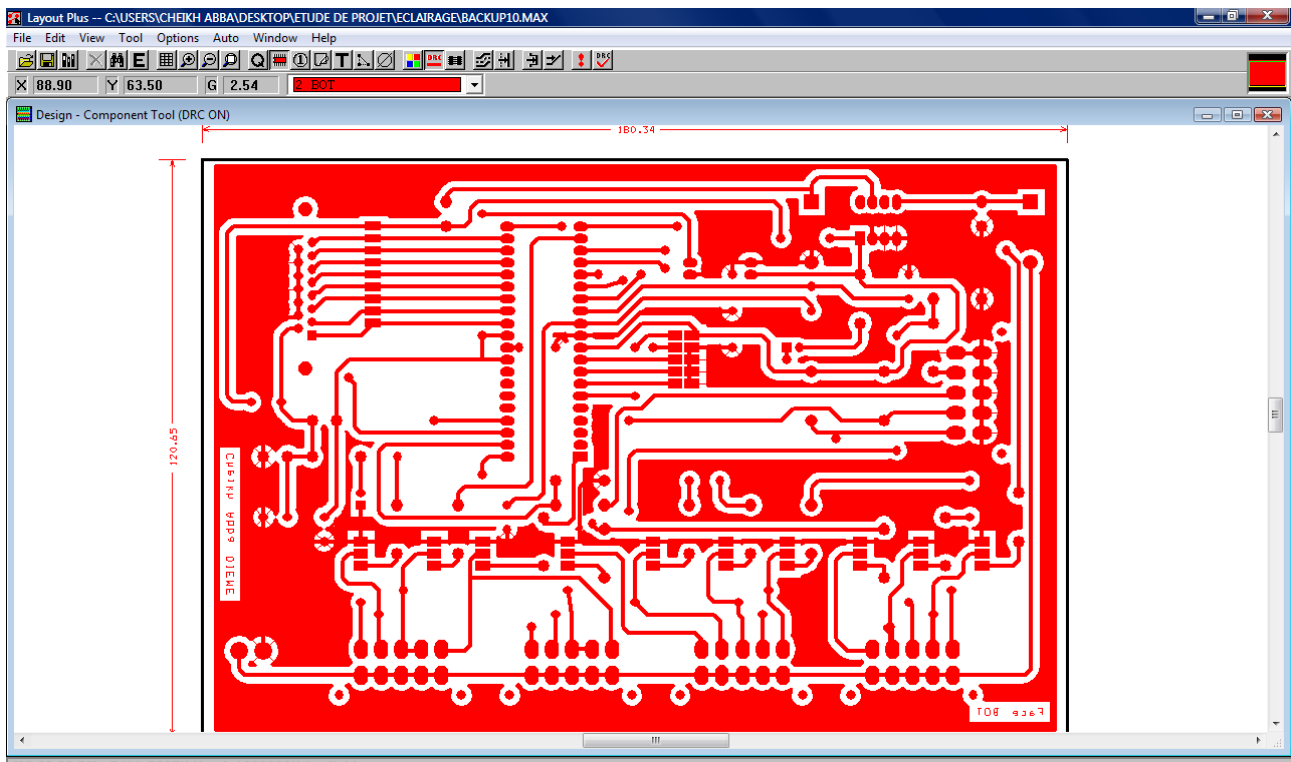 Layout Plus -- C:\USERS\CHEIKH ABBA\DESKTOP\ETUDE DE PROJET\ECLAIRAGE\BACKUP10.MAX
File Edit View Tool Options Auto Window Help
X 88.90 Y 63.50 G 2.54 2 BOT
Design - Component Tool (DRC ON)
180.34
120.65
Cheikh Abba DIEME
Face BOT